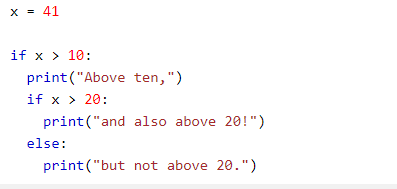 x = 41
if x > 10:
  print("Above ten,")
  if x > 20:
    print("and also above 20!")
  else:
    print("but not above 20.")